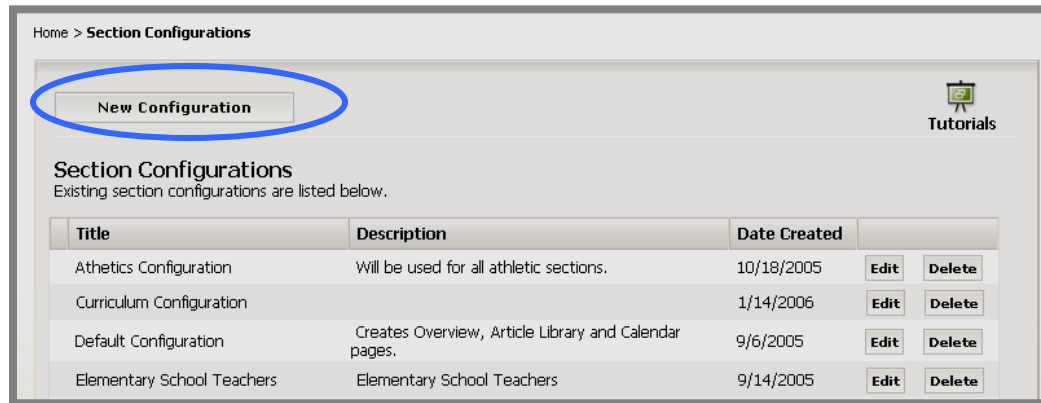 Home > Section Configurations
New Configuration
Tutorials
Section Configurations
Existing section configurations are listed below.
Title Description Date Created
Athetics Configuration Will be used for all athletic sections. 10/18/2005 Edit Delete
Curriculum Configuration 1/14/2006 Edit Delete
Default Configuration Creates Overview, Article Library and Calendar pages. 9/6/2005 Edit Delete
Elementary School Teachers Elementary School Teachers 9/14/2005 Edit Delete